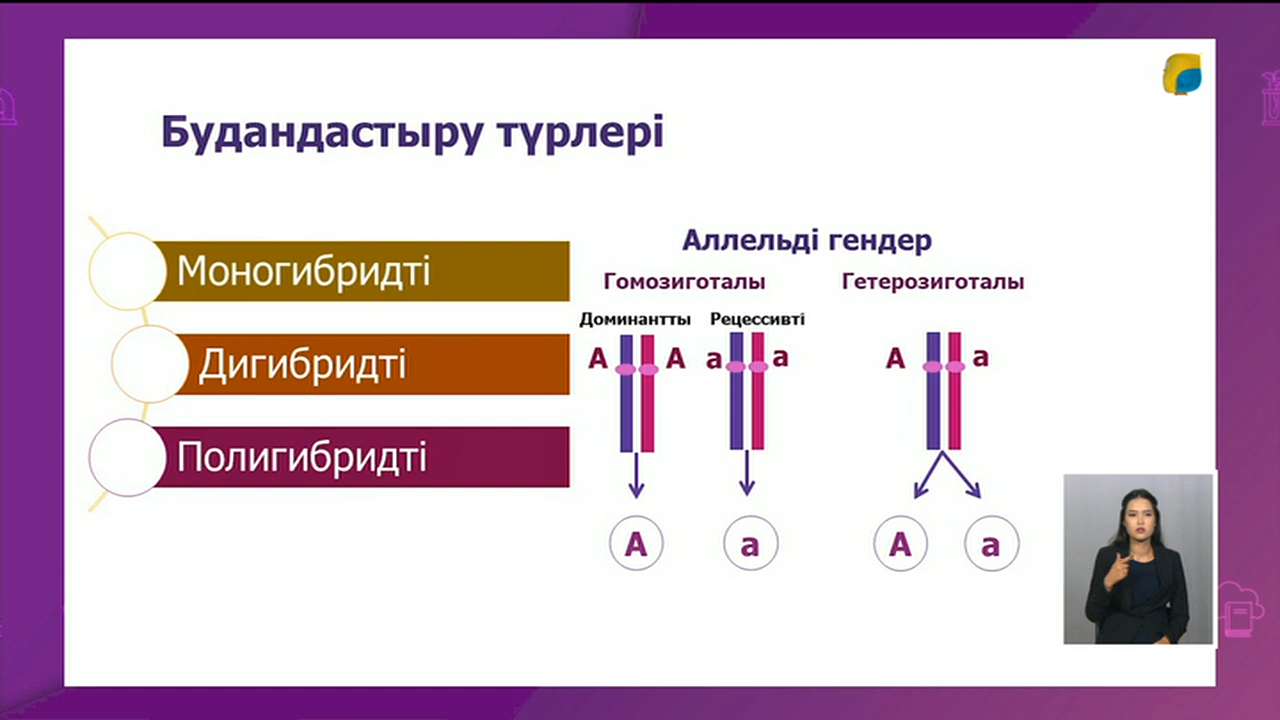 Будандастыру түрлері
Моногибридті
Дигибридті
Полигибридті
Аллельді гендер
Гомозиготалы Гетерозиготалы
Доминантты Рецессивті
А А а а А а
А а А а